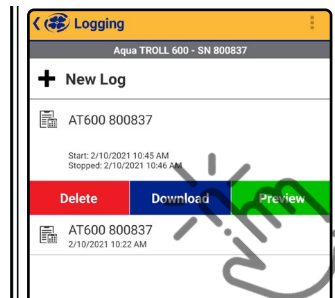 Logging
Aqua TROLL 600 - SN 800837
New Log
AT600 800837
Start: 2/10/2021 10:45 AM
Stopped: 2/10/2021 10:46 AM
Delete Download Preview
AT600 800837
2/10/2021 10:22 AM